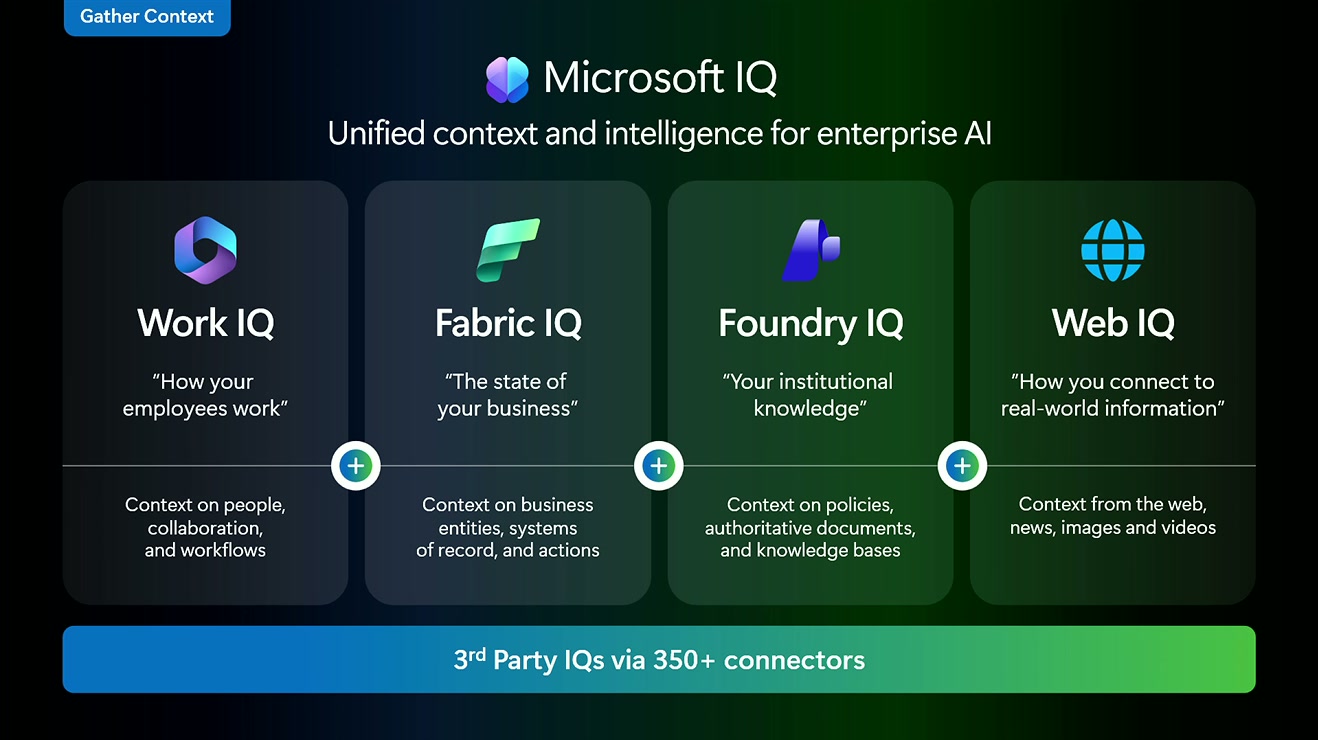 Gather Context
Microsoft IQ
Unified context and intelligence for enterprise AI
Work IQ
"How your
employees work"
Context on people,
collaboration,
and workflows
Fabric IQ
"The state of
your business"
Context on business
entities, systems
of record, and actions
Foundry IQ
"Your institutional
knowledge"
Context on policies,
authoritative documents,
and knowledge bases
Web IQ
"How you connect to
real-world information"
Context from the web,
news, images and videos
3rd Party IQs via 350+ connectors